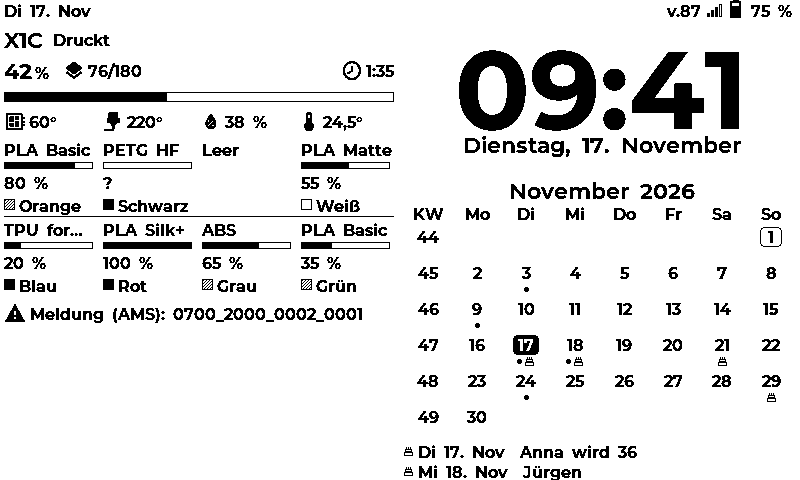 Di 17. Nov
v.87 75 %
X1C Druckt
42% 76/180 1:35
60° 220° 38 % 24,5°
PLA Basic PETG HF Leer PLA Matte
80 % ? 55 %
Orange Schwarz Weiß
TPU for... PLA Silk+ ABS PLA Basic
20 % 100 % 65 % 35 %
Blau Rot Grau Grün
Meldung (AMS): 0700_2000_0002_0001
09:41
Dienstag, 17. November
November 2026
KW Mo Di Mi Do Fr Sa So
44 1
45 2 3 4 5 6 7 8
46 9 10 11 12 13 14 15
47 16 17 18 19 20 21 22
48 23 24 25 26 27 28 29
49 30
Di 17. Nov Anna wird 36
Mi 18. Nov Jürgen